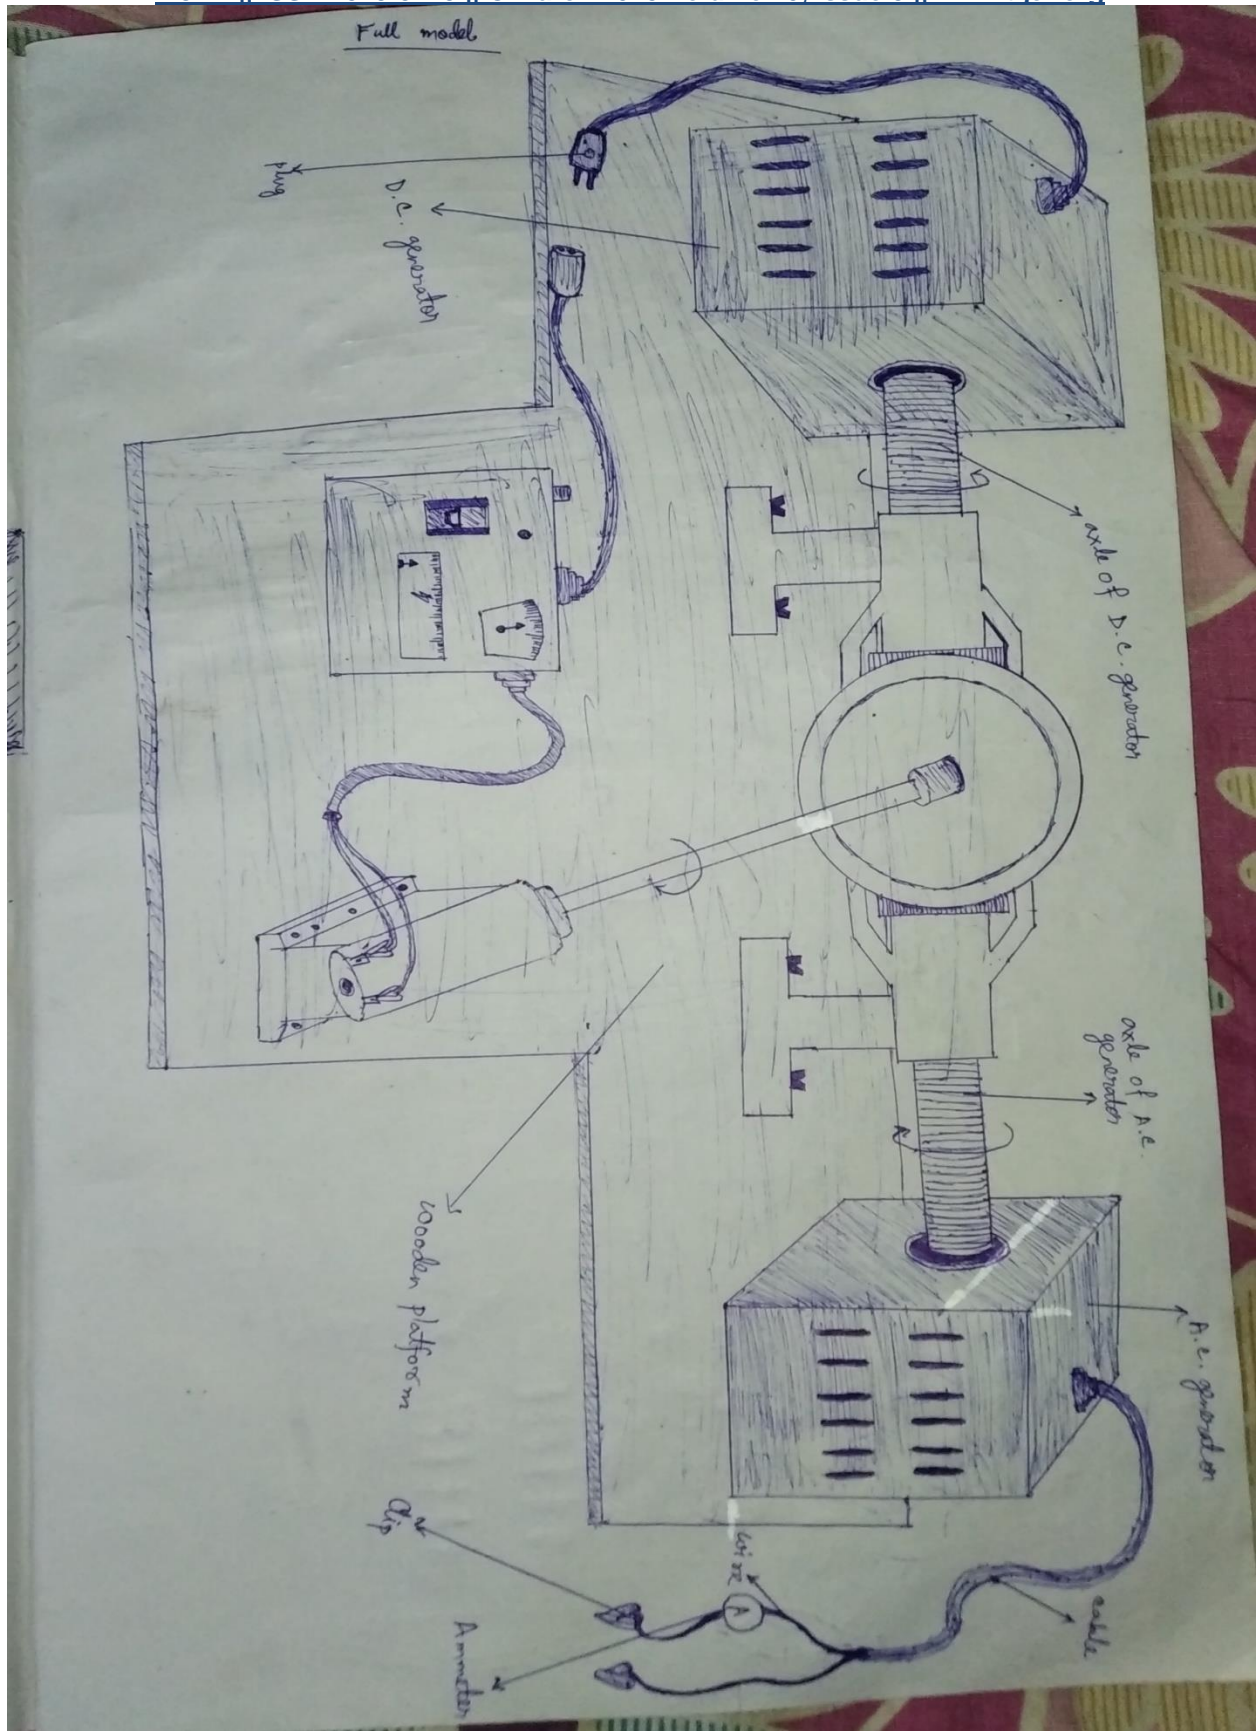 Full model
plug
D.C. generator
axle of D.C. generator
axle of A.C.
generator
A.C. generator
wooden platform
clip
wire
A
cable
Ammeter